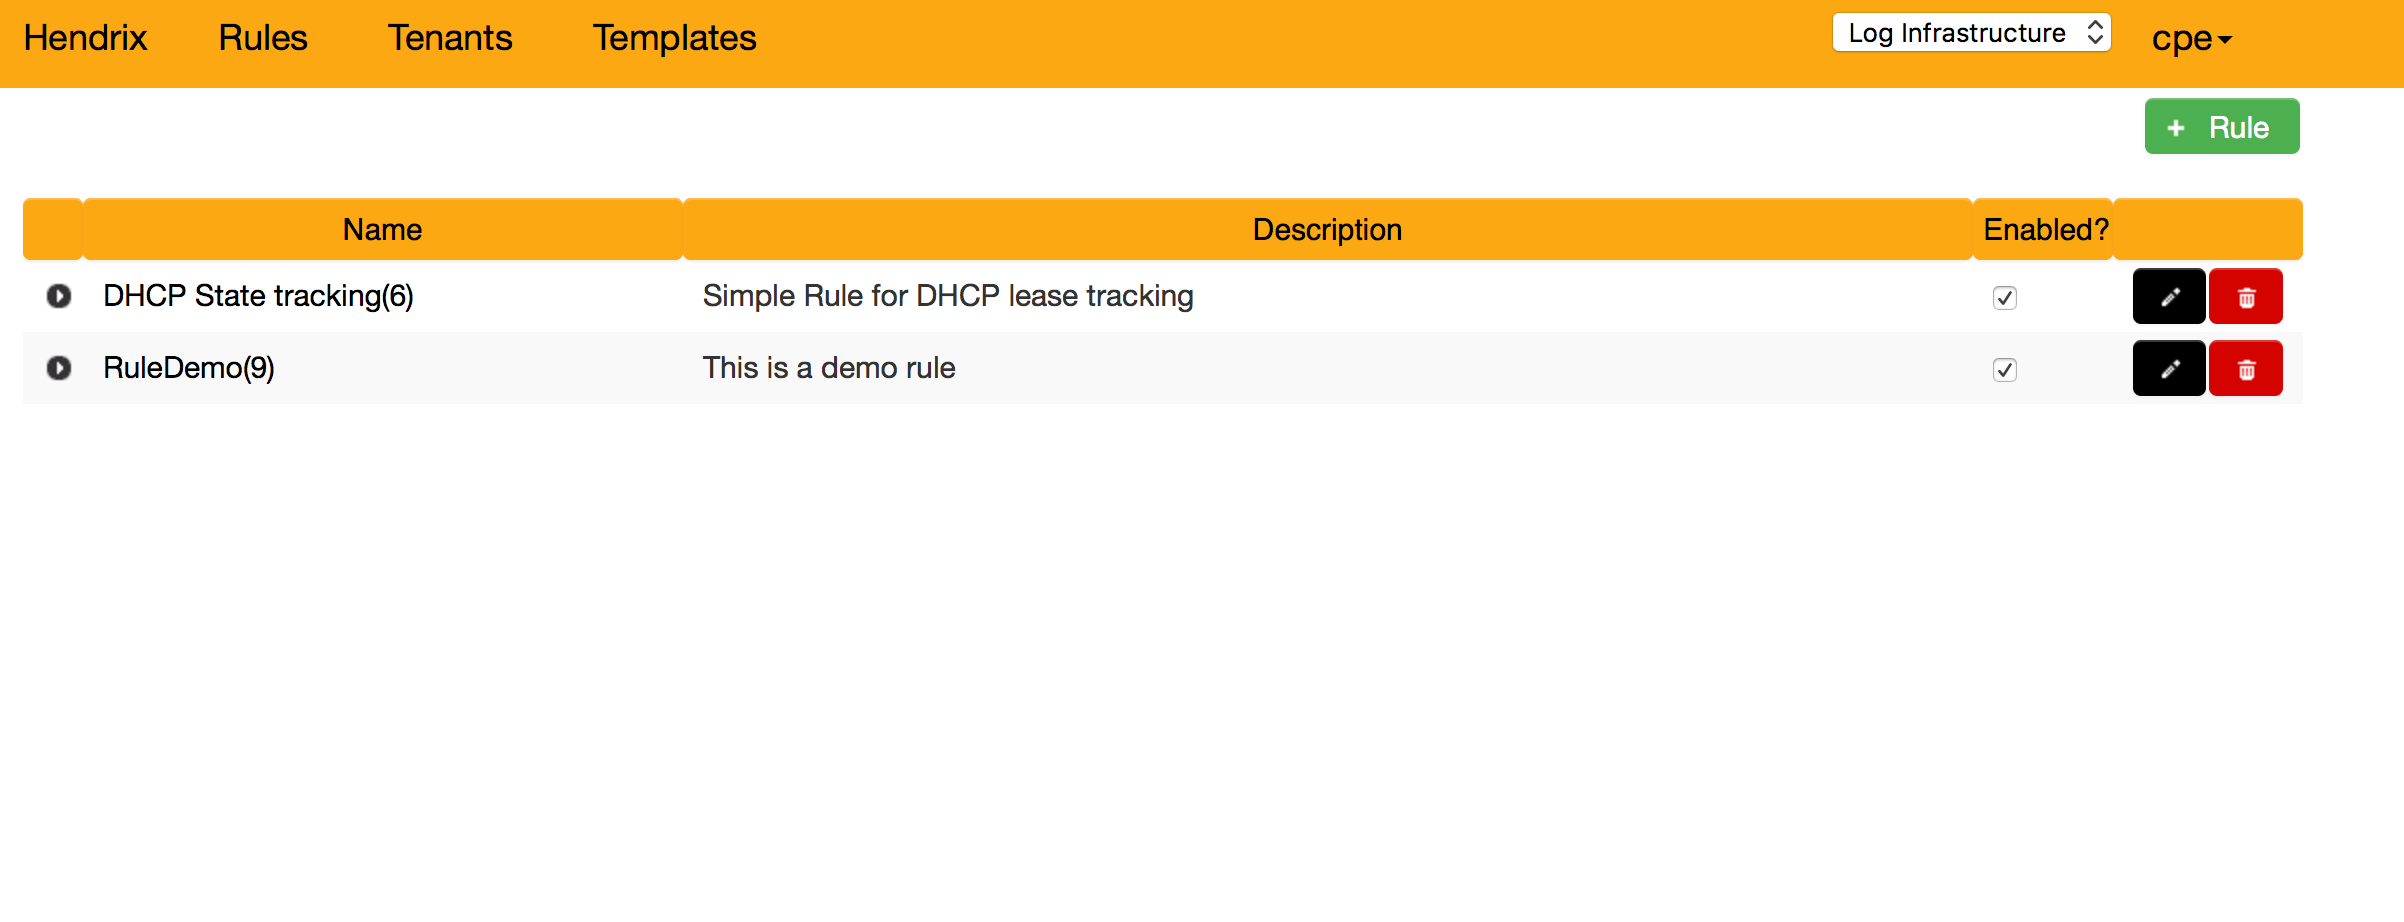 Hendrix Rules Tenants Templates Log Infrastructure cpe
+ Rule
Name Description Enabled?
DHCP State tracking(6) Simple Rule for DHCP lease tracking
RuleDemo(9) This is a demo rule